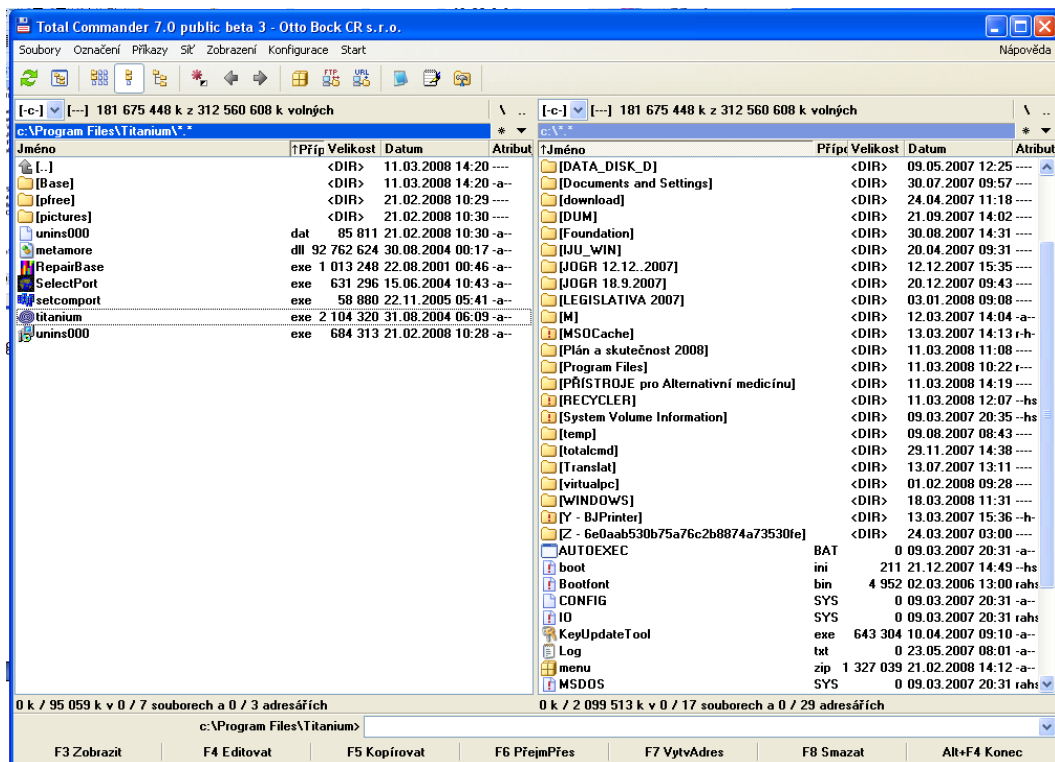 Total Commander 7.0 public beta 3 - Otto Bock CR s.r.o.
Soubory Označení Příkazy Síť Zobrazení Konfigurace Start Nápověda
FTP URL
[-c-] [---] 181 675 448 k z 312 560 608 k volných \ ..
c:\Program Files\Titanium\*.* * ▼
Jméno ↑Příp Velikost Datum Atribut
[..] <DIR> 11.03.2008 14:20 ----
[Base] <DIR> 11.03.2008 14:20 -a--
[pfree] <DIR> 21.02.2008 10:29 ----
[pictures] <DIR> 21.02.2008 10:30 ----
unins000 dat 85 811 21.02.2008 10:30 -a--
metamore dll 92 762 624 30.08.2004 00:17 -a--
RepairBase exe 1 013 248 22.08.2001 00:46 -a--
SelectPort exe 631 296 15.06.2004 10:43 -a--
setcomport exe 58 880 22.11.2005 05:41 -a--
titanium exe 2 104 320 31.08.2004 06:09 -a--
unins000 exe 684 313 21.02.2008 10:28 -a--
0 k / 95 059 k v 0 / 7 souborech a 0 / 3 adresářích
[-c-] [---] 181 675 448 k z 312 560 608 k volných \ ..
c:\*.* * ▼
↑Jméno Přípo Velikost Datum Atribut
[DATA_DISK_D] <DIR> 09.05.2007 12:25 ----
[Documents and Settings] <DIR> 30.07.2007 09:57 ----
[download] <DIR> 24.04.2007 11:18 ----
[DUM] <DIR> 21.09.2007 14:02 ----
[Foundation] <DIR> 30.08.2007 14:31 ----
[IJU_WIN] <DIR> 20.04.2007 09:31 ----
[JOGR 12.12..2007] <DIR> 12.12.2007 15:35 ----
[JOGR 18.9.2007] <DIR> 20.12.2007 09:43 ----
[LEGISLATIVA 2007] <DIR> 03.01.2008 09:08 ----
[M] <DIR> 12.03.2007 14:04 -a--
[MSOCache] <DIR> 13.03.2007 14:13 r-h-
[Plán a skutečnost 2008] <DIR> 11.03.2008 11:08 ----
[Program Files] <DIR> 11.03.2008 10:22 r---
[PŘÍSTROJE pro Alternativní medicínu] <DIR> 11.03.2008 14:19 ----
[RECYCLER] <DIR> 11.03.2008 12:07 --hs
[System Volume Information] <DIR> 09.03.2007 20:35 --hs
[temp] <DIR> 09.08.2007 08:43 ----
[totalcmd] <DIR> 29.11.2007 14:38 ----
[Translat] <DIR> 13.07.2007 13:11 ----
[virtualpc] <DIR> 01.02.2008 09:28 ----
[WINDOWS] <DIR> 18.03.2008 11:31 ----
[Y - BJPrinter] <DIR> 13.03.2007 15:36 --h-
[Z - 6e0aab530b75a76c2b8874a73530fe] <DIR> 24.03.2007 03:00 ----
AUTOEXEC BAT 0 09.03.2007 20:31 -a--
boot ini 211 21.12.2007 14:49 --hs
Bootfont bin 4 952 02.03.2006 13:00 rahs
CONFIG SYS 0 09.03.2007 20:31 -a--
IO SYS 0 09.03.2007 20:31 rahs
KeyUpdateTool exe 643 304 10.04.2007 09:10 -a--
Log txt 0 23.05.2007 08:01 -a--
menu zip 1 327 039 21.02.2008 14:12 -a--
MSDOS SYS 0 09.03.2007 20:31 rahs
0 k / 2 099 513 k v 0 / 17 souborech a 0 / 29 adresářích
c:\Program Files\Titanium>
F3 Zobrazit F4 Editovat F5 Kopírovat F6 PřejmPřes F7 VytvAdres F8 Smazat Alt+F4 Konec